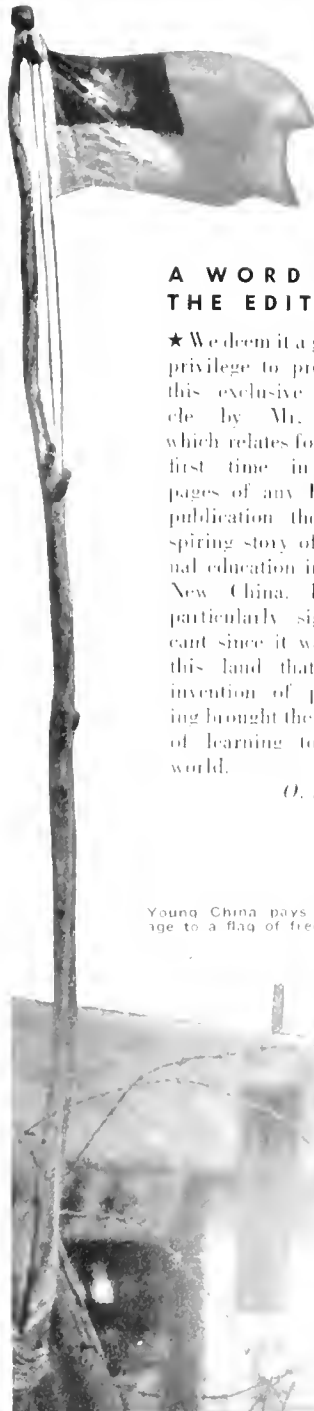 A WORD
THE EDIT
★ We deem it a g
privilege to pr
this exclusive
cle by Mr.
which relates fo
first time in
pages of any
publication the
spiring story of
ual education in
New China.
particularly sig
cant since it w
this land that
invention of p
ing brought the
of learning to
world.
O.
Young China pays
age to a flag of fre